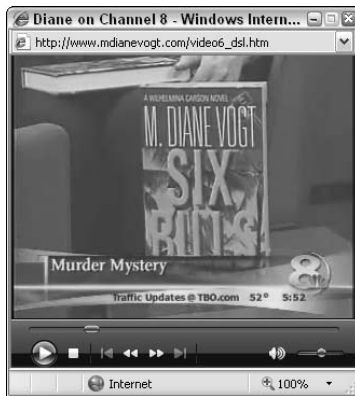 Diane on Channel 8 - Windows Intern...
http://www.mdianevogt.com/video6_dsl.htm
A WILHELMINA CARSON NOVEL
M. DIANE VOGT
SIX
BILLS
Murder Mystery
8
Traffic Updates @ TBO.com 52° 5:52
Internet
100%